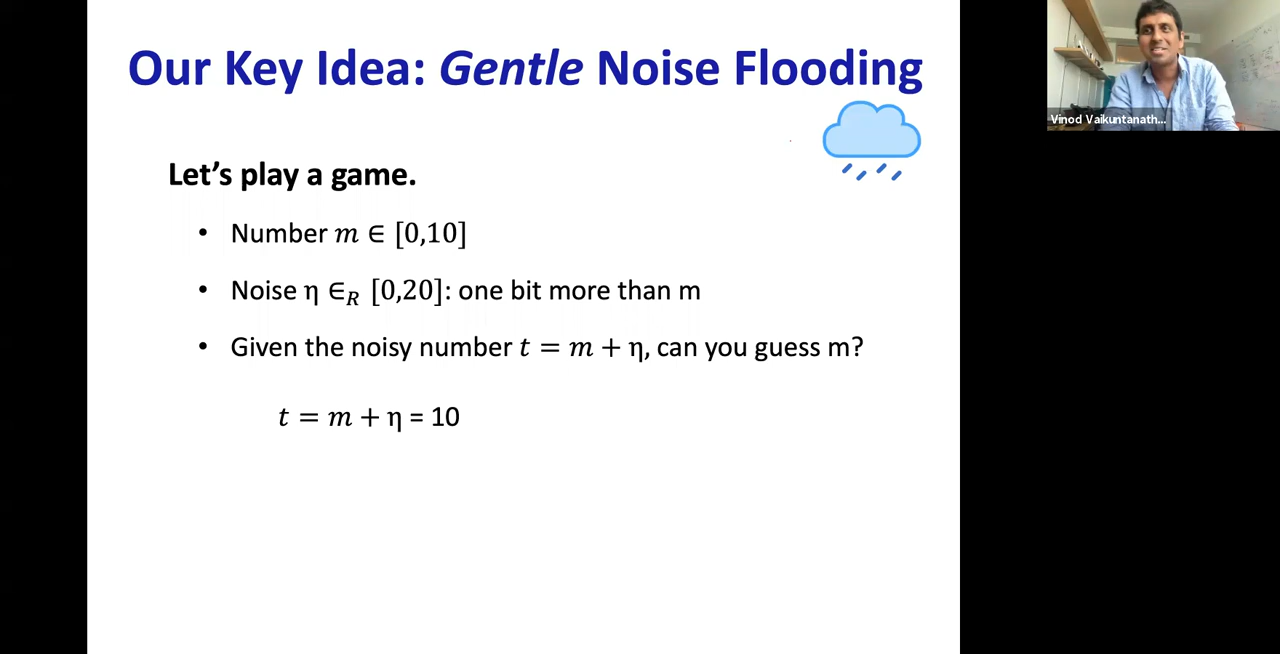 Our Key Idea: Gentle Noise Flooding
Let’s play a game.
• Number m ∈ [0,10]
• Noise η ∈R [0,20]: one bit more than m
• Given the noisy number t = m + η, can you guess m?
t = m + η = 10
Vinod Vaikuntanath...